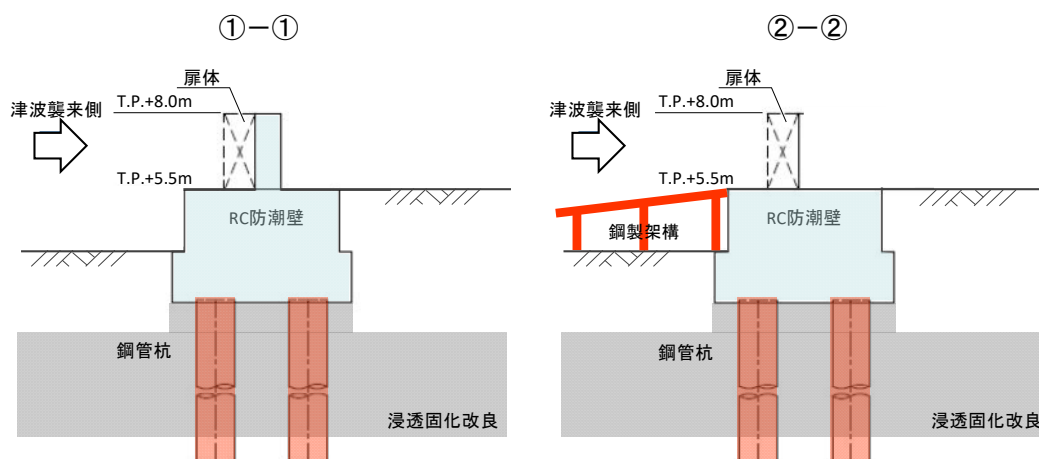 ①ー①
扉体
T.P.+8.0m
津波襲来側
T.P.+5.5m
RC防潮壁
鋼管杭
浸透固化改良
②ー②
扉体
T.P.+8.0m
津波襲来側
T.P.+5.5m
RC防潮壁
鋼製架構
鋼管杭
浸透固化改良